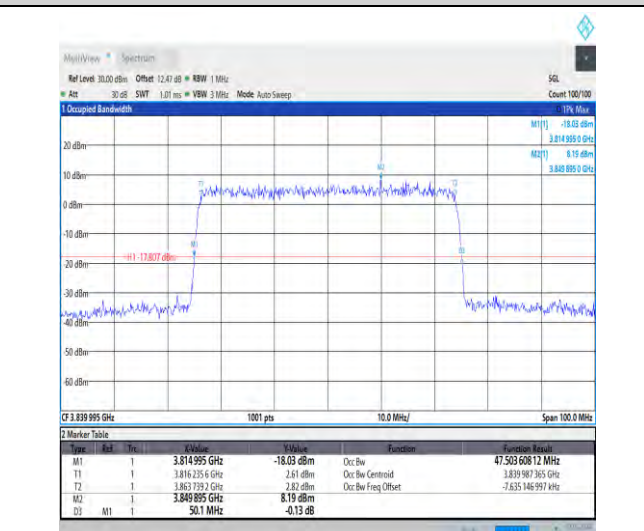 MultiView Spectrum
Ref Level 30.00 dBm Offset 12.47 dB RBW 1 MHz SGL
Att 30 dB SWT 1.01 ms VBW 3 MHz Mode Auto Sweep Count 100/100
1 Occupied Bandwidth 1Pk Max
M1[1] -18.03 dBm
3.814 995 0 GHz
M2[1] 8.19 dBm
3.849 895 0 GHz
20 dBm
M2
10 dBm
T1
0 dBm
-10 dBm
M1
H1 -17.807 dBm
D3
-20 dBm
-30 dBm
-40 dBm
-50 dBm
-60 dBm
CF 3.839 995 GHz 1001 pts 10.0 MHz/ Span 100.0 MHz
2 Marker Table
Type Ref Trc X-Value Y-Value Function Function Result
M1 1 3.814995 GHz -18.03 dBm Occ Bw 47.503 608 12 MHz
T1 1 3.816 235 6 GHz 2.61 dBm Occ Bw Centroid 3.839 987 365 GHz
T2 1 3.863 739 2 GHz 2.82 dBm Occ Bw Freq Offset -7.635 146 997 kHz
M2 1 3.849895 GHz 8.19 dBm
D3 M1 1 50.1 MHz -0.13 dB